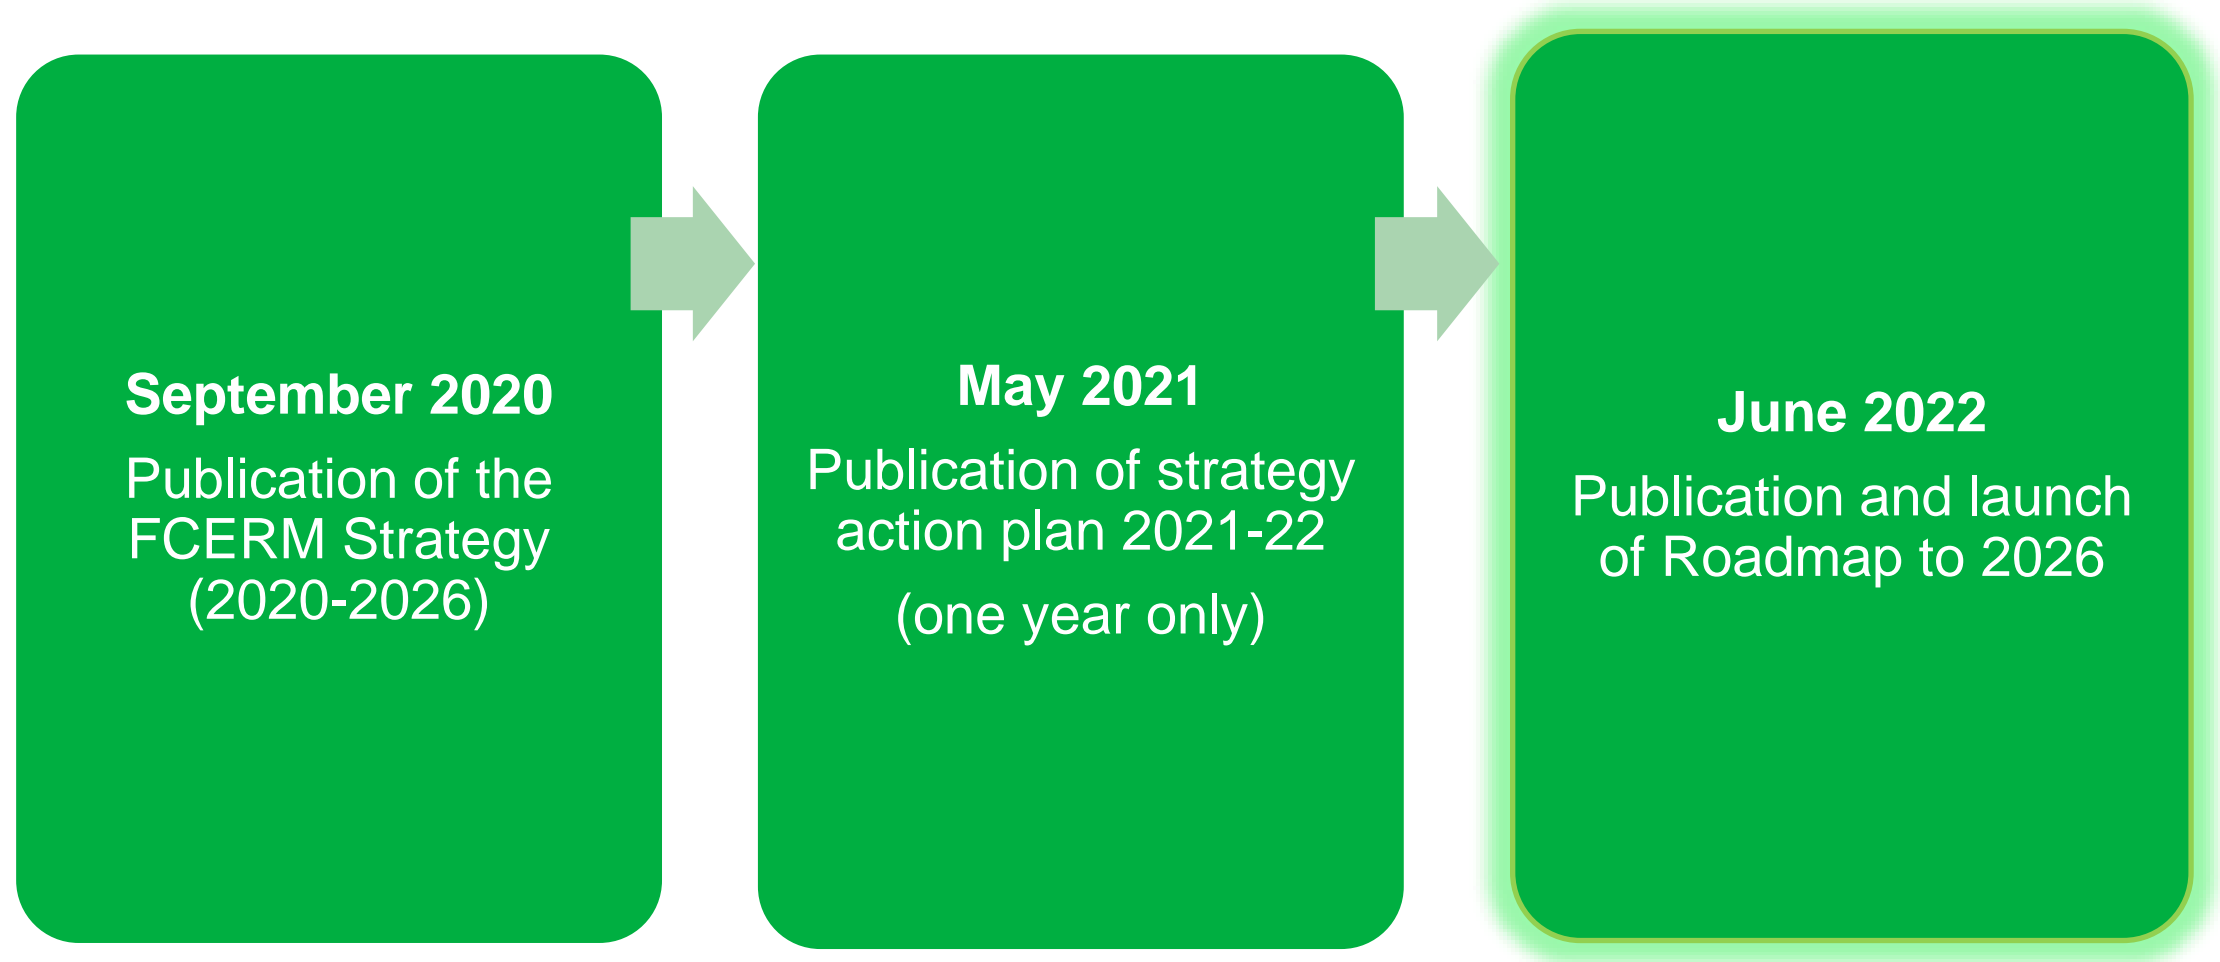 September 2020
Publication of the
FCERM Strategy
(2020-2026)
May 2021
Publication of strategy
action plan 2021-22
(one year only)
June 2022
Publication and launch
of Roadmap to 2026